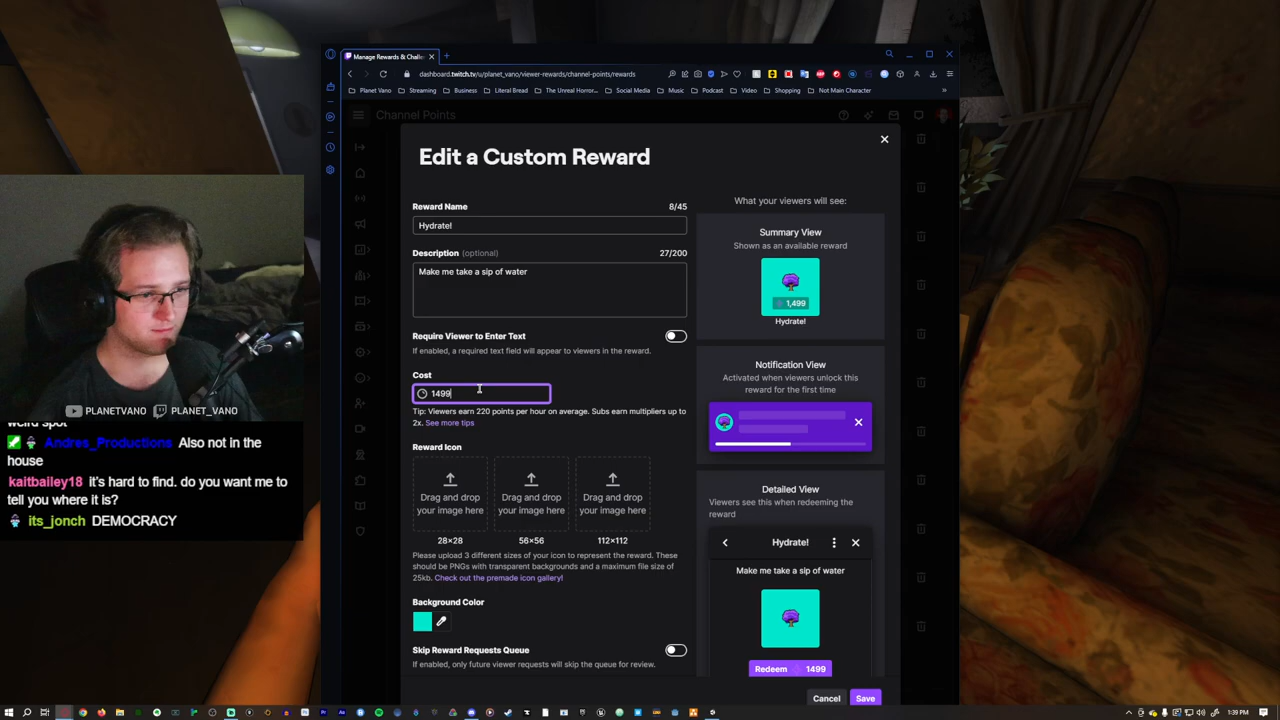 Manage Rewards & Challe
dashboard.twitch.tv/u/planet_vano/viewer-rewards/channel-points/rewards
Planet Vano
Streaming
Business
Literal Bread
The Unreal Horror...
Social Media
Music
Podcast
Video
Shopping
Not Main Character
Channel Points
Edit a Custom Reward
Reward Name
8/45
Hydrate!
Description (optional)
27/200
Make me take a sip of water
Require Viewer to Enter Text
If enabled, a required text field will appear to viewers in the reward.
Cost
1499
Tip: Viewers earn 220 points per hour on average. Subs earn multipliers up to
2x. See more tips
Reward Icon
Drag and drop
your image here
Drag and drop
your image here
Drag and drop
your image here
28×28
56×56
112×112
Please upload 3 different sizes of your icon to represent the reward. These
should be PNGs with transparent backgrounds and a maximum file size of
25kb. Check out the premade icon gallery!
Background Color
Skip Reward Requests Queue
If enabled, only future viewer requests will skip the queue for review.
What your viewers will see:
Summary View
Shown as an available reward
1,499
Hydrate!
Notification View
Activated when viewers unlock this
reward for the first time
Detailed View
Viewers see this when redeeming the
reward
Hydrate!
Make me take a sip of water
Redeem 1499
Cancel
Save
PLANETVANO
PLANET_VANO
weird spot
Andres_Productions Also not in the
house
kaitbailey18 it's hard to find. do you want me to
tell you where it is?
its_jonch DEMOCRACY
1:39 PM